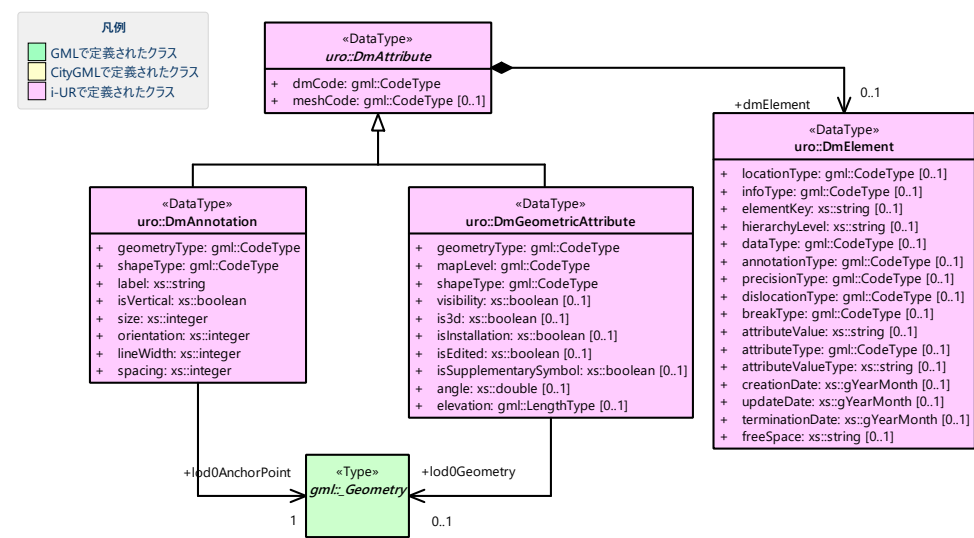 凡例
GMLで定義されたクラス
CityGMLで定義されたクラス
i-URで定義されたクラス
«DataType»
uro::DmAttribute
+ dmCode: gml::CodeType
+ meshCode: gml::CodeType [0..1]
+dmElement
0..1
«DataType»
uro::DmElement
+ locationType: gml::CodeType [0..1]
+ infoType: gml::CodeType [0..1]
+ elementKey: xs::string [0..1]
+ hierarchyLevel: xs::string [0..1]
+ dataType: gml::CodeType [0..1]
+ annotationType: gml::CodeType [0..1]
+ precisionType: gml::CodeType [0..1]
+ dislocationType: gml::CodeType [0..1]
+ breakType: gml::CodeType [0..1]
+ attributeValue: xs::string [0..1]
+ attributeType: gml::CodeType [0..1]
+ attributeValueType: xs::string [0..1]
+ creationDate: xs::gYearMonth [0..1]
+ updateDate: xs::gYearMonth [0..1]
+ terminationDate: xs::gYearMonth [0..1]
+ freeSpace: xs::string [0..1]
«DataType»
uro::DmAnnotation
+ geometryType: gml::CodeType
+ shapeType: gml::CodeType
+ label: xs::string
+ isVertical: xs::boolean
+ size: xs::integer
+ orientation: xs::integer
+ lineWidth: xs::integer
+ spacing: xs::integer
«DataType»
uro::DmGeometricAttribute
+ geometryType: gml::CodeType
+ mapLevel: gml::CodeType
+ shapeType: gml::CodeType
+ visibility: xs::boolean [0..1]
+ is3d: xs::boolean [0..1]
+ isInstallation: xs::boolean [0..1]
+ isEdited: xs::boolean [0..1]
+ isSupplementarySymbol: xs::boolean [0..1]
+ angle: xs::double [0..1]
+ elevation: gml::LengthType [0..1]
+lod0AnchorPoint
1
«Type»
gml::_Geometry
+lod0Geometry
0..1